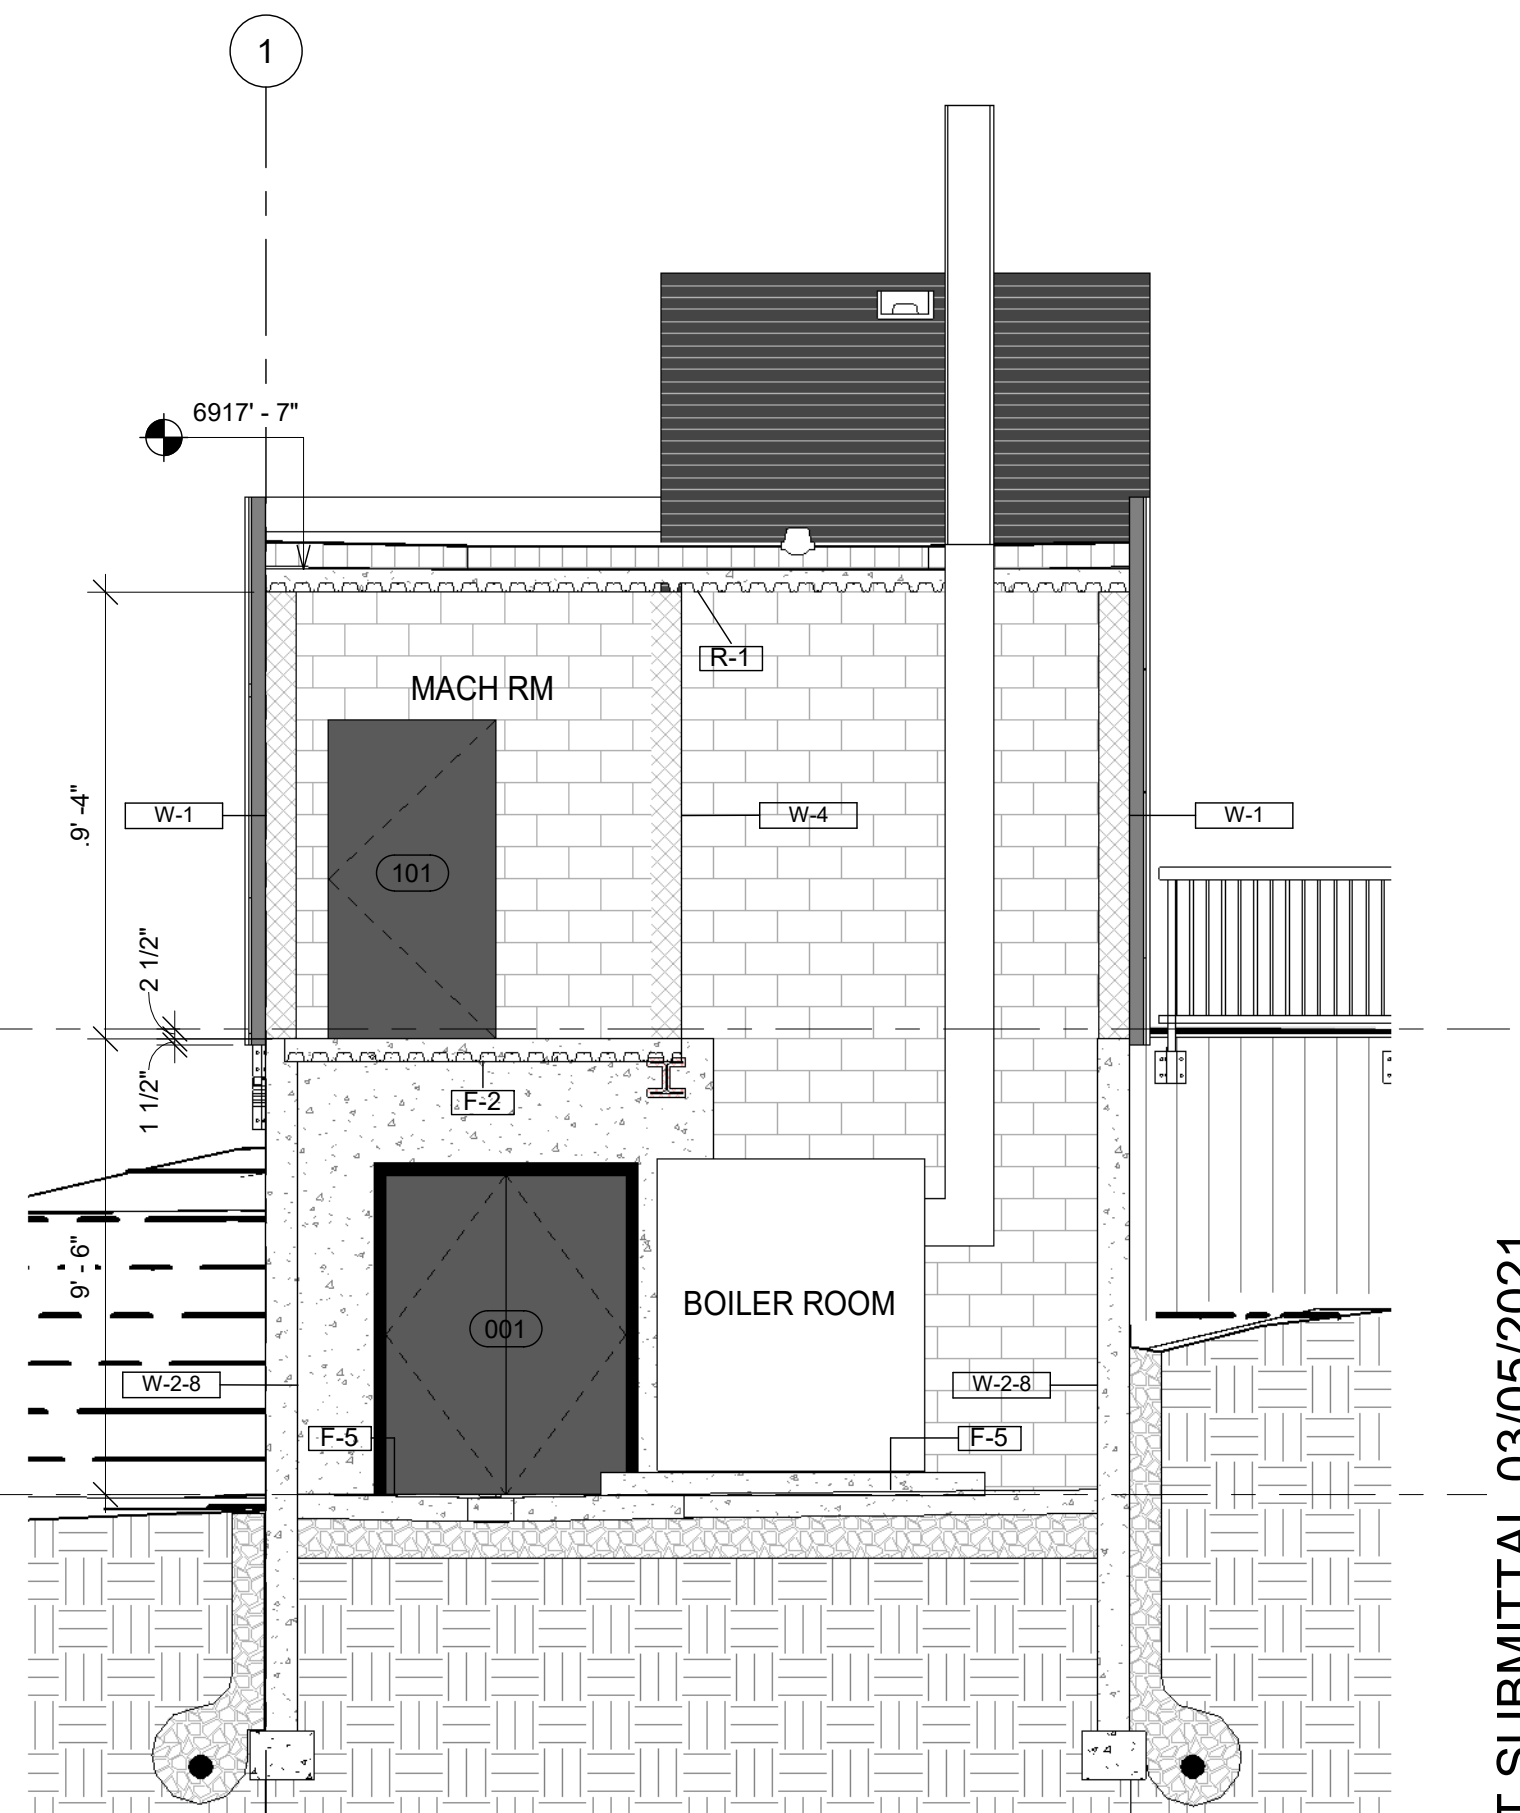 1
6917' - 7"
R-1
MACH RM
.9' -4"
W-1
W-4
W-1
101
2 1/2"
1 1/2"
F-2
9' - 6"
BOILER ROOM
001
W-2-8
W-2-8
F-5
F-5
SUBMITTAL 03/05/2021